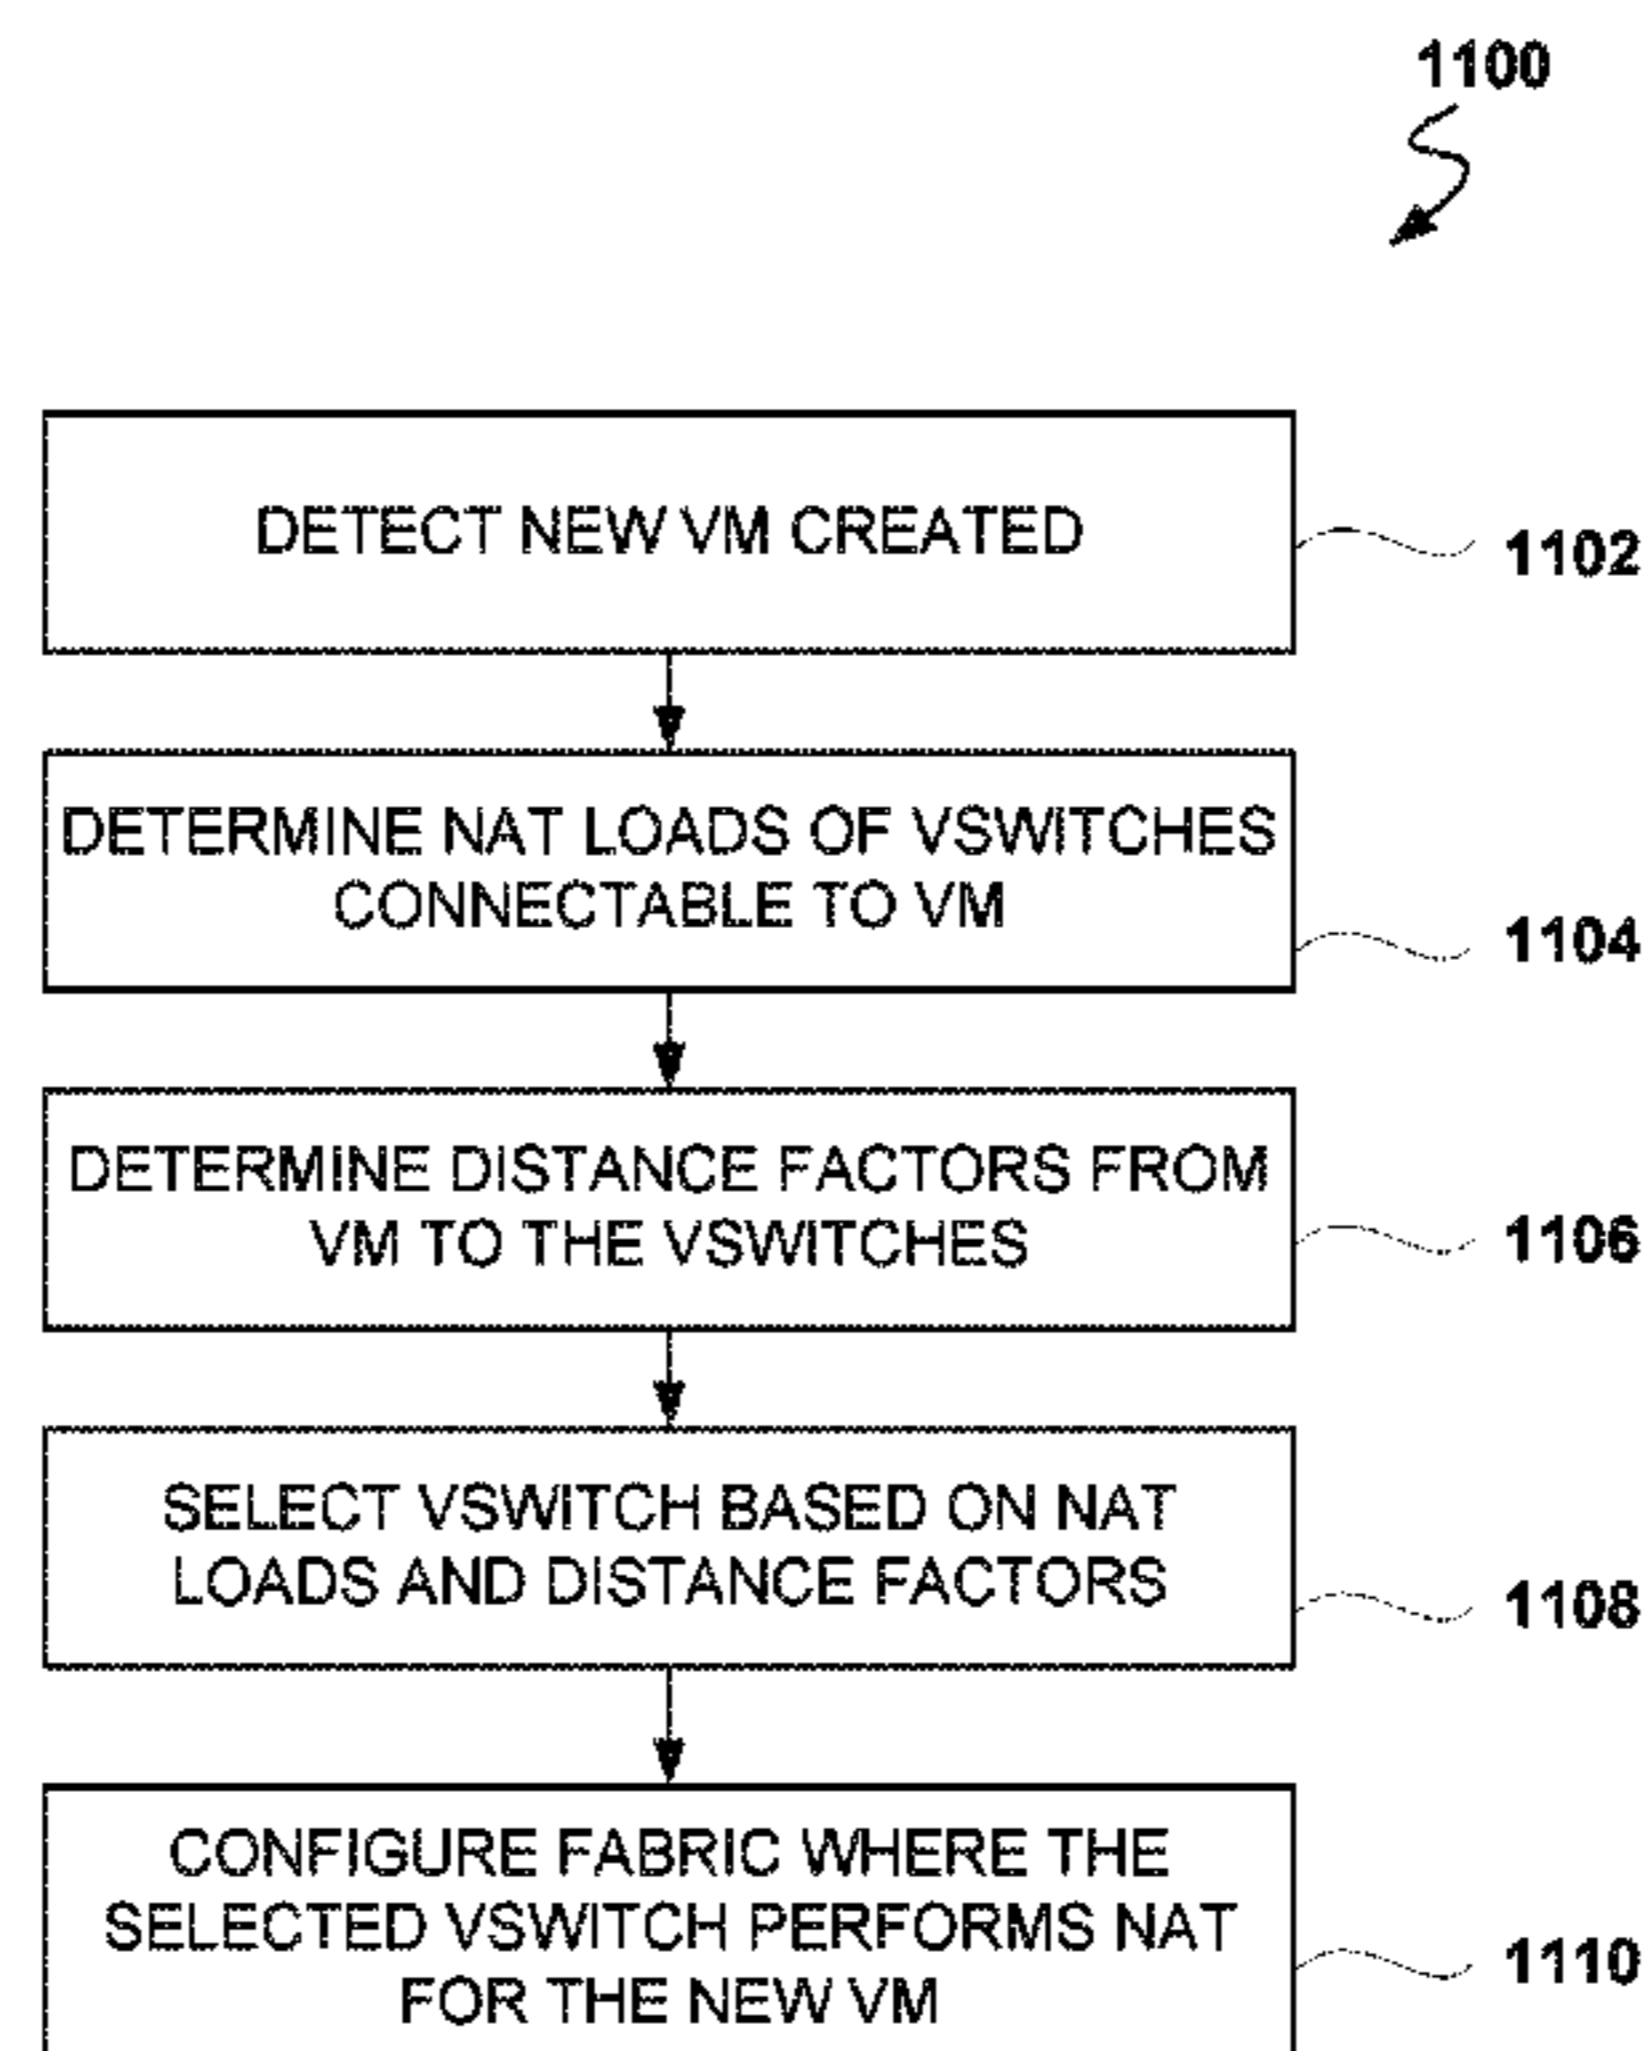 1100
DETECT NEW VM CREATED
1102
DETERMINE NAT LOADS OF VSWITCHES
CONNECTABLE TO VM
1104
DETERMINE DISTANCE FACTORS FROM
VM TO THE VSWITCHES
1106
SELECT VSWITCH BASED ON NAT
LOADS AND DISTANCE FACTORS
1108
CONFIGURE FABRIC WHERE THE
SELECTED VSWITCH PERFORMS NAT
FOR THE NEW VM
1110